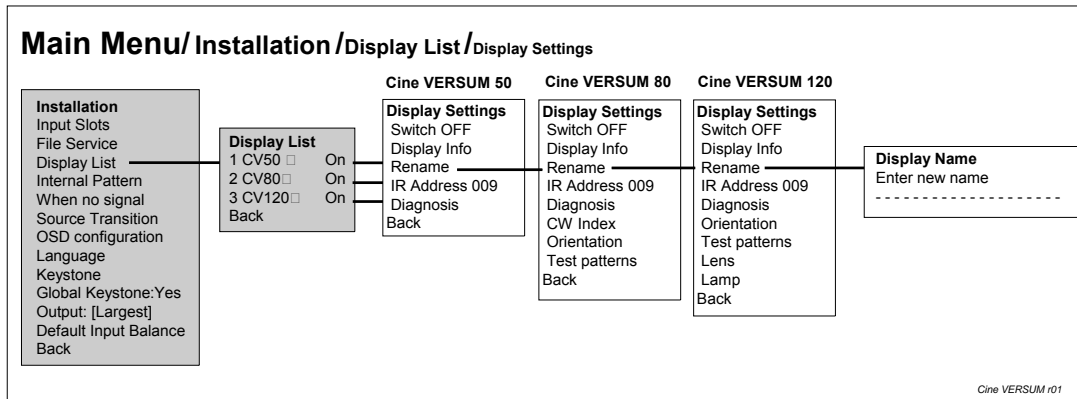 Main Menu/ Installation /Display List /Display Settings
Installation
Input Slots
File Service
Display List
Internal Pattern
When no signal
Source Transition
OSD configuration
Language
Keystone
Global Keystone:Yes
Output: [Largest]
Default Input Balance
Back
Display List
1 CV50 □ On
2 CV80□ On
3 CV120□ On
Back
Cine VERSUM 50
Display Settings
Switch OFF
Display Info
Rename
IR Address 009
Diagnosis
Back
Cine VERSUM 80
Display Settings
Switch OFF
Display Info
Rename
IR Address 009
Diagnosis
CW Index
Orientation
Test patterns
Back
Cine VERSUM 120
Display Settings
Switch OFF
Display Info
Rename
IR Address 009
Diagnosis
Orientation
Test patterns
Lens
Lamp
Back
Display Name
Enter new name
- - - - - - - - - - - - - - - - - - - -
Cine VERSUM r01